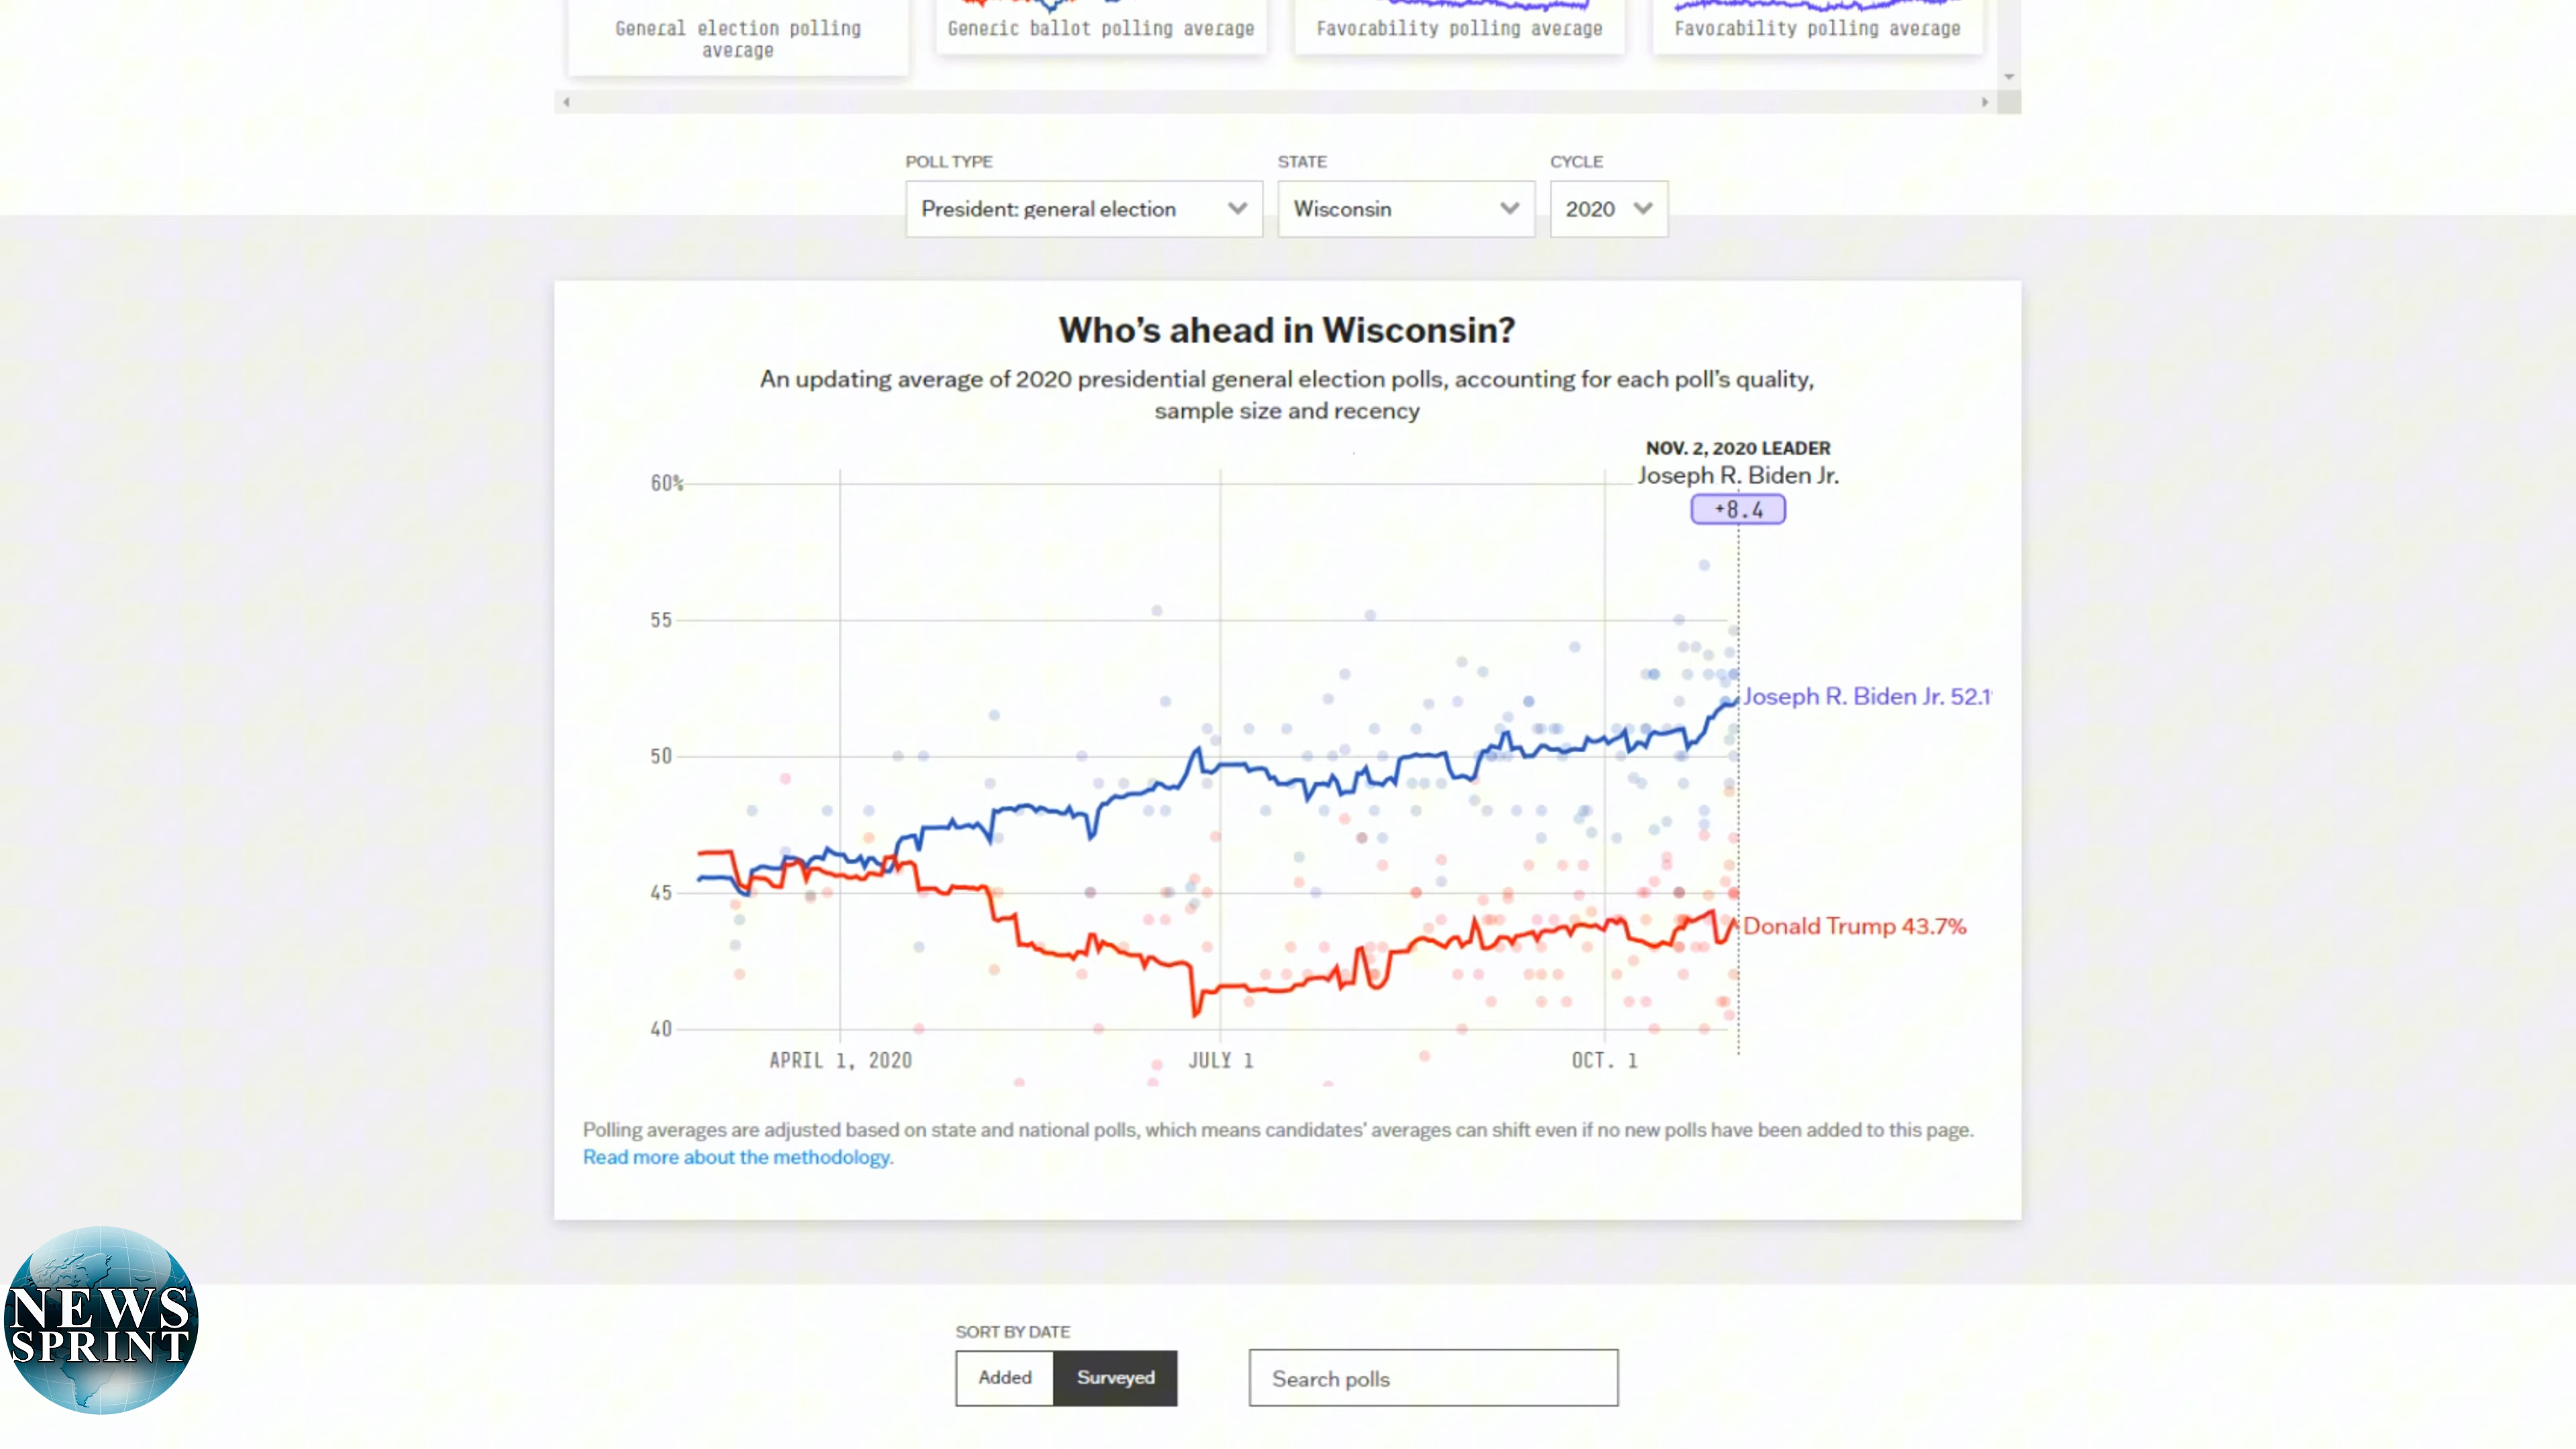 General election polling
average
Generic ballot polling average
Favorability polling average
Favorability polling average
POLL TYPE
STATE
CYCLE
President: general election
Wisconsin
2020
Who's ahead in Wisconsin?
An updating average of 2020 presidential general election polls, accounting for each poll's quality,
sample size and recency
NOV. 2, 2020 LEADER
Joseph R. Biden Jr.
+8.4
60%
55
50
45
40
Joseph R. Biden Jr. 52.1
Donald Trump 43.7%
APRIL 1, 2020
JULY 1
OCT. 1
Polling averages are adjusted based on state and national polls, which means candidates' averages can shift even if no new polls have been added to this page.
Read more about the methodology.
NEWS
SPRINT
SORT BY DATE
Added
Surveyed
Search polls